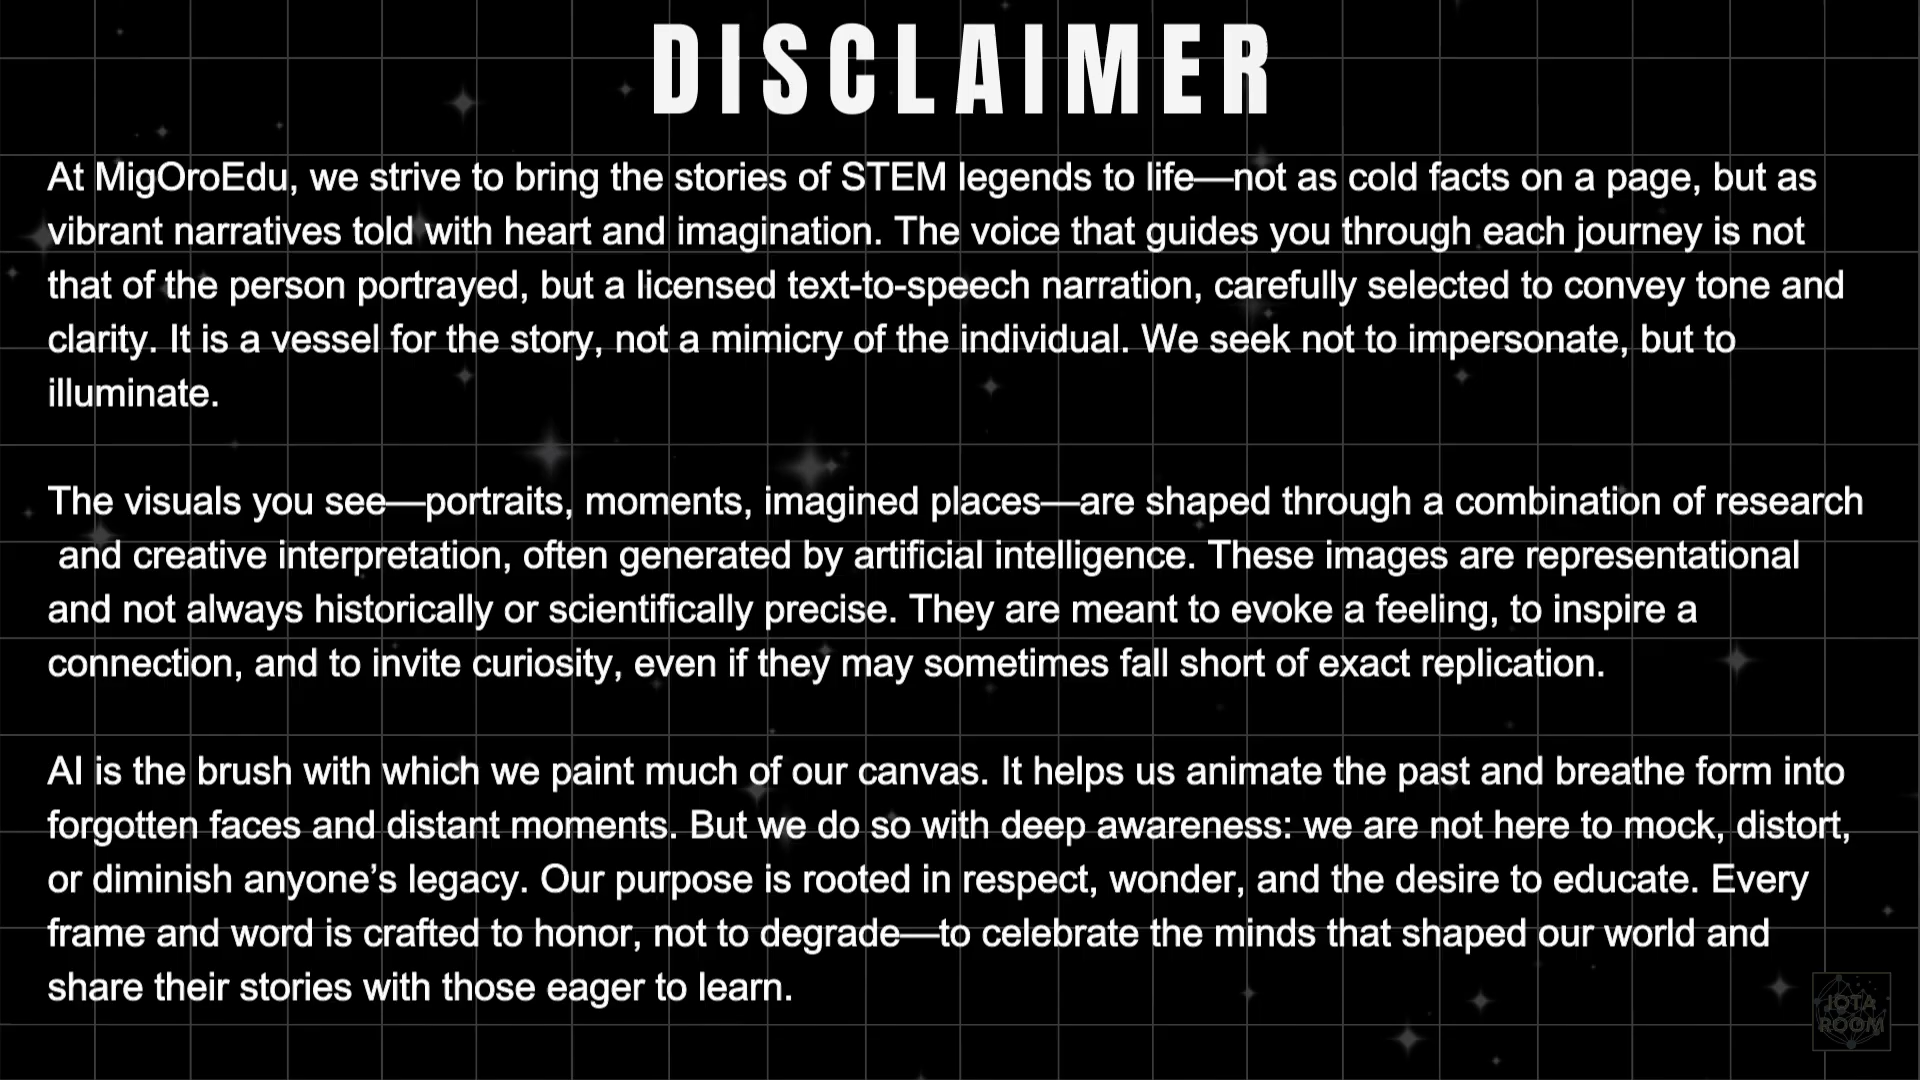 DISCLAIMER
At MigOroEdu, we strive to bring the stories of STEM legends to life—not as cold facts on a page, but as
vibrant narratives told with heart and imagination. The voice that guides you through each journey is not
that of the person portrayed, but a licensed text-to-speech narration, carefully selected to convey tone and
clarity. It is a vessel for the story, not a mimicry of the individual. We seek not to impersonate, but to
illuminate.
The visuals you see—portraits, moments, imagined places—are shaped through a combination of research
and creative interpretation, often generated by artificial intelligence. These images are representational
and not always historically or scientifically precise. They are meant to evoke a feeling, to inspire a
connection, and to invite curiosity, even if they may sometimes fall short of exact replication.
AI is the brush with which we paint much of our canvas. It helps us animate the past and breathe form into
forgotten faces and distant moments. But we do so with deep awareness: we are not here to mock, distort,
or diminish anyone’s legacy. Our purpose is rooted in respect, wonder, and the desire to educate. Every
frame and word is crafted to honor, not to degrade—to celebrate the minds that shaped our world and
share their stories with those eager to learn.
IOTA
ROOM